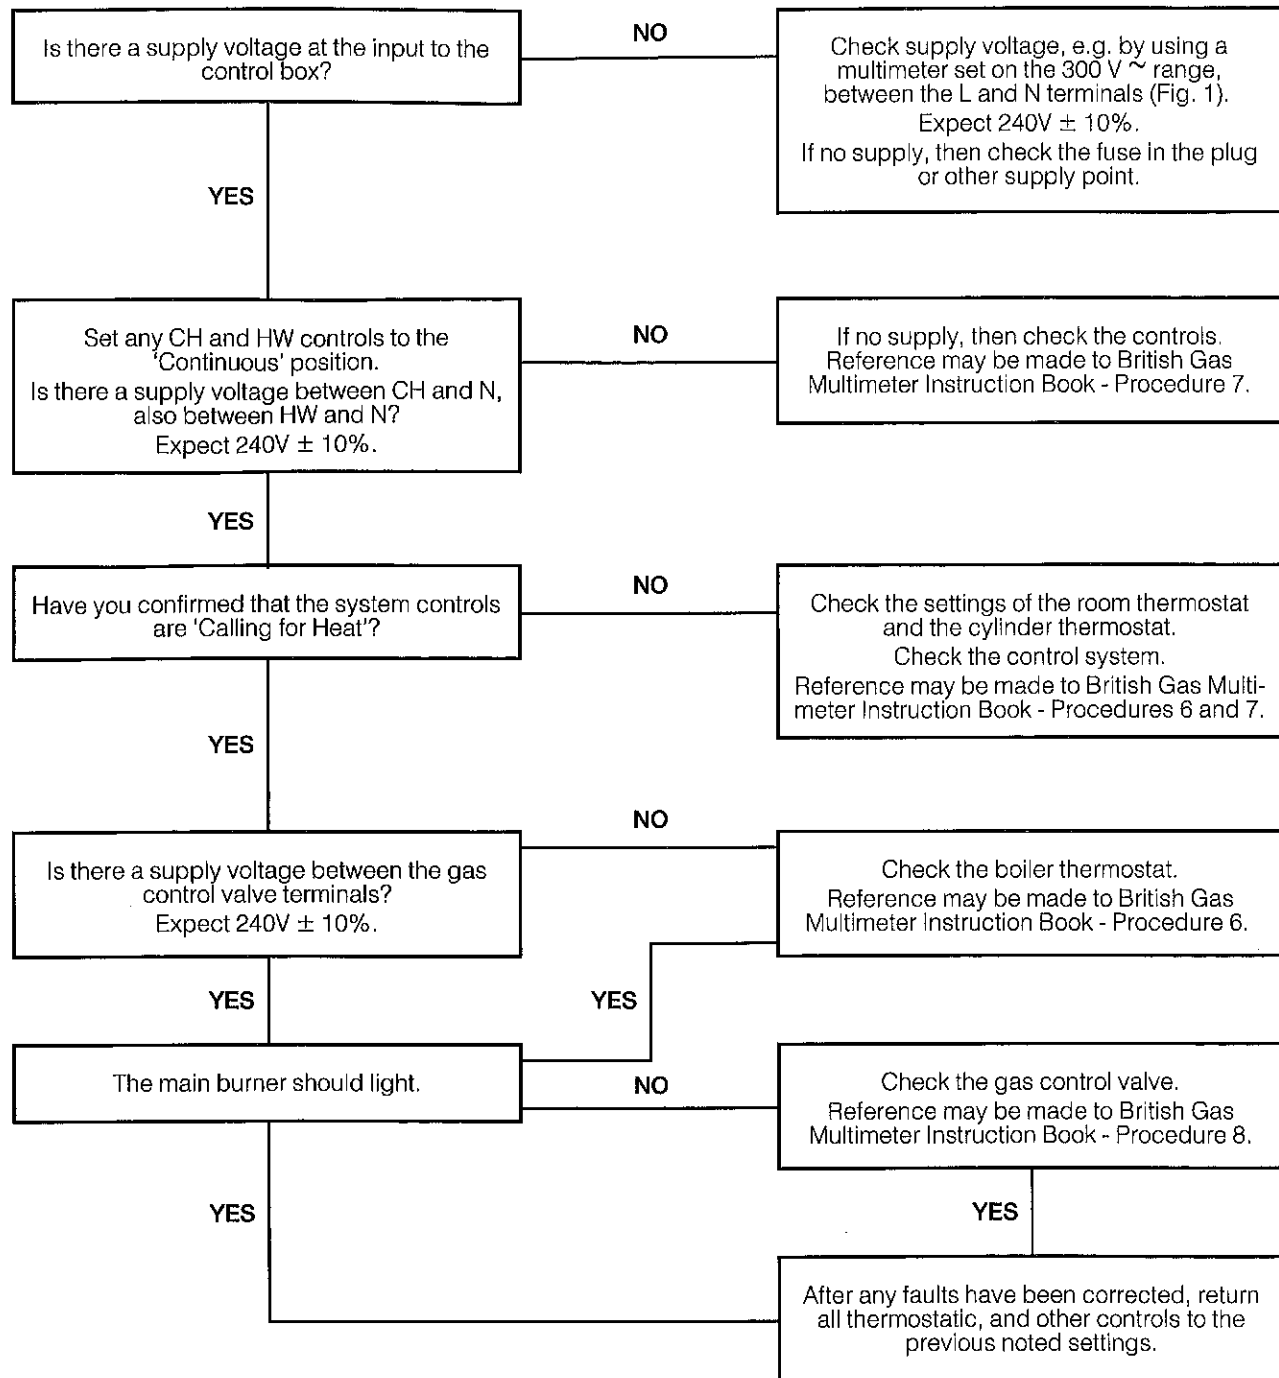 Is there a supply voltage at the input to the
control box?
NO
Check supply voltage, e.g. by using a
multimeter set on the 300 V ~ range,
between the L and N terminals (Fig. 1).
Expect 240V ± 10%.
If no supply, then check the fuse in the plug
or other supply point.
YES
Set any CH and HW controls to the
'Continuous' position.
Is there a supply voltage between CH and N,
also between HW and N?
Expect 240V ± 10%.
NO
If no supply, then check the controls.
Reference may be made to British Gas
Multimeter Instruction Book - Procedure 7.
YES
Have you confirmed that the system controls
are 'Calling for Heat'?
NO
Check the settings of the room thermostat
and the cylinder thermostat.
Check the control system.
Reference may be made to British Gas Multi-
meter Instruction Book - Procedures 6 and 7.
YES
Is there a supply voltage between the gas
control valve terminals?
Expect 240V ± 10%.
NO
Check the boiler thermostat.
Reference may be made to British Gas
Multimeter Instruction Book - Procedure 6.
YES
YES
The main burner should light.
NO
Check the gas control valve.
Reference may be made to British Gas
Multimeter Instruction Book - Procedure 8.
YES
YES
After any faults have been corrected, return
all thermostatic, and other controls to the
previous noted settings.